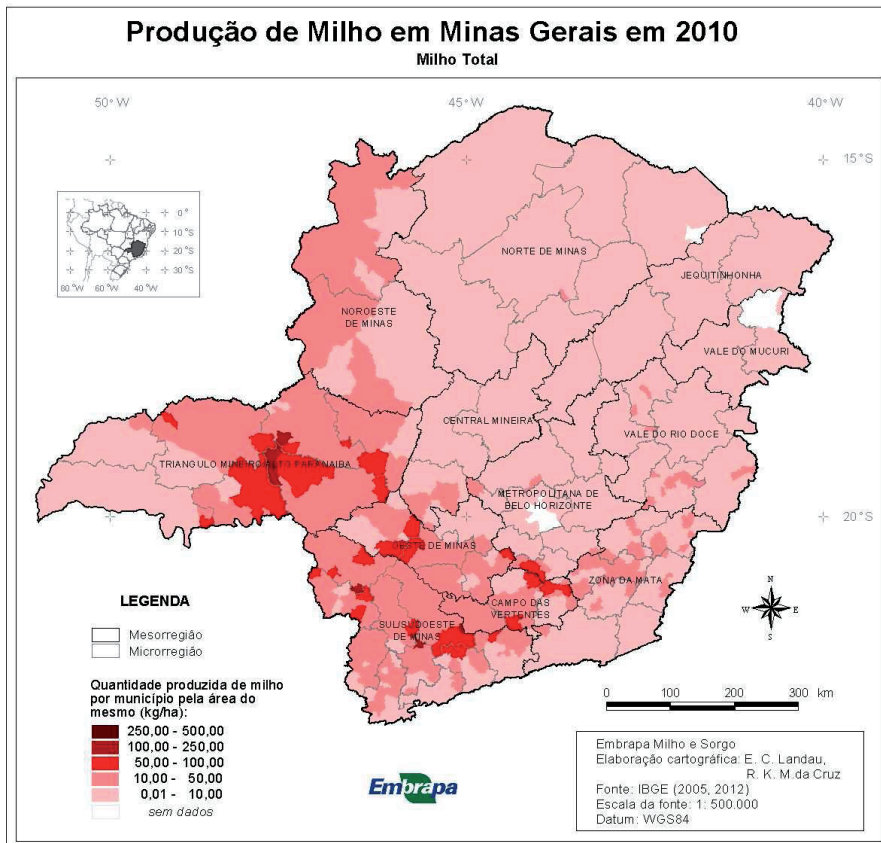 Produção de Milho em Minas Gerais em 2010
Milho Total
50° W
45° W
40° W
15° S
0°
10° S
20° S
30° S
80° W
60° W
40° W
NORTE DE MINAS
JEQUITINHONHA
NOROESTE
DE MINAS
VALE DO MUCURI
CENTRAL MINEIRA
VALE DO RIO DOCE
TRIANGULO MINEIRO/ALTO PARANAIBA
METROPOLITANA DE
BELO HORIZONTE
20° S
OESTE DE MINAS
ZONA DA MATA
CAMPO DAS
VERTENTES
SUL/SUDOESTE
DE MINAS
N
W E
S
LEGENDA
Mesorregião
Microrregião
Quantidade produzida de milho
por município pela área do
mesmo (kg/ha):
250,00 - 500,00
100,00 - 250,00
50,00 - 100,00
10,00 - 50,00
0,01 - 10,00
sem dados
0 100 200 300 km
Embrapa
Embrapa Milho e Sorgo
Elaboração cartográfica: E. C. Landau,
R. K. M.da Cruz
Fonte: IBGE (2005, 2012)
Escala da fonte: 1: 500.000
Datum: WGS84